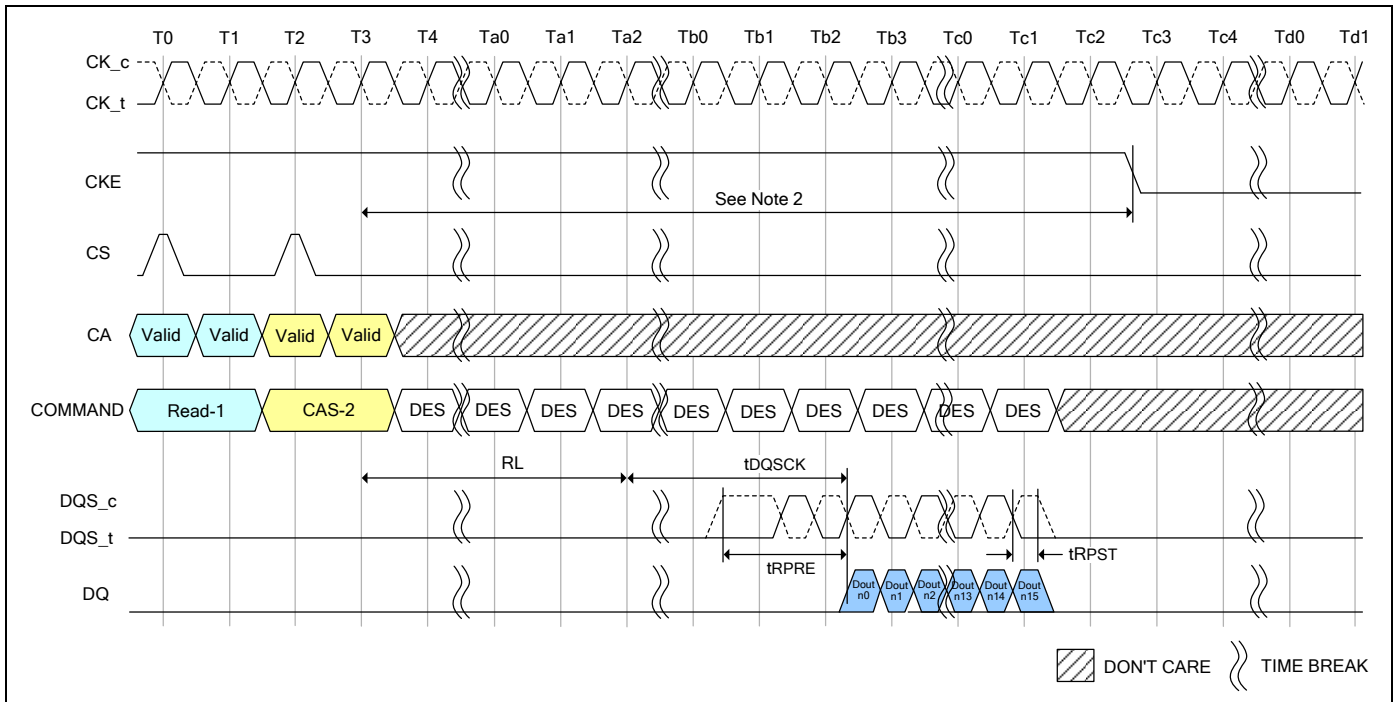 T0 T1 T2 T3 T4 Ta0 Ta1 Ta2 Tb0 Tb1 Tb2 Tb3 Tc0 Tc1 Tc2 Tc3 Tc4 Td0 Td1
CK_c
CK_t
CKE
See Note 2
CS
CA Valid Valid Valid Valid
COMMAND Read-1 CAS-2 DES DES DES DES DES DES DES DES DES DES
RL tDQSCK
DQS_c
DQS_t
tRPRE tRPST
DQ
Dout Dout Dout Dout Dout Dout
n0 n1 n2 n13 n14 n15
DON'T CARE TIME BREAK